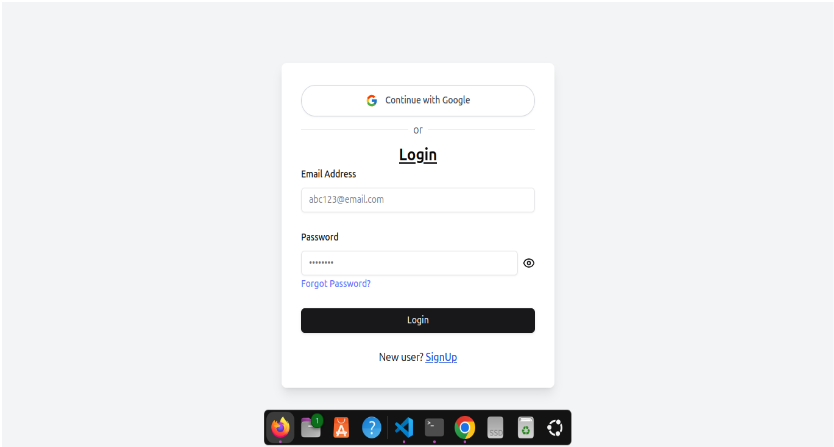 Continue with Google
or
Login
Email Address
abc123@email.com
Password
••••••••
Forgot Password?
Login
New user? SignUp
1
?
>_
SSD